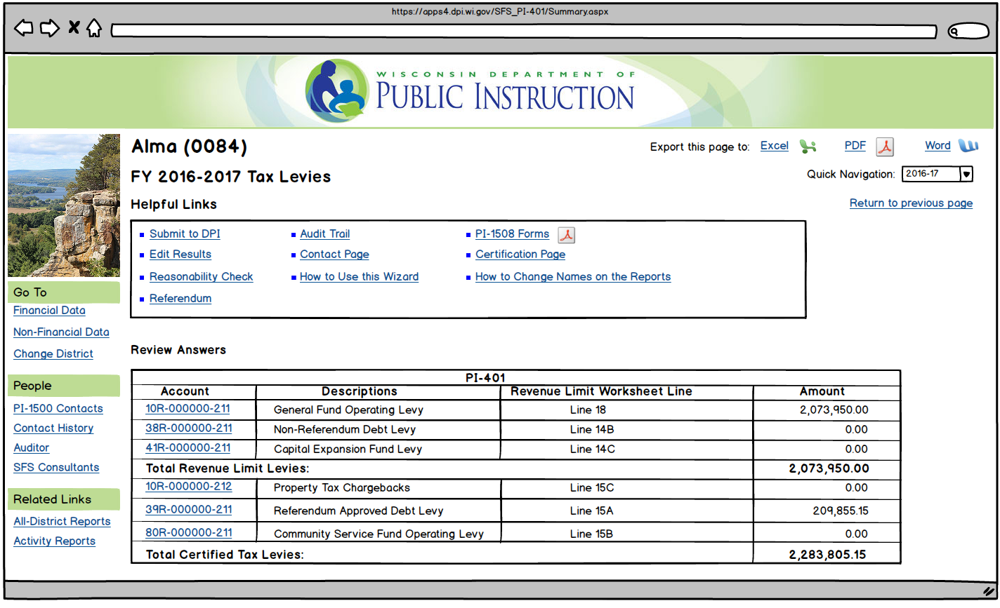 https://apps4.dpi.wi.gov/SFS_PI-401/Summary.aspx
WISCONSIN DEPARTMENT OF
PUBLIC INSTRUCTION
Alma (0084)
Export this page to: Excel PDF Word
FY 2016-2017 Tax Levies
Quick Navigation: 2016-17
Helpful Links
Return to previous page
Submit to DPI Audit Trail PI-1508 Forms
Edit Results Contact Page Certification Page
Reasonability Check How to Use this Wizard How to Change Names on the Reports
Referendum
Go To
Financial Data
Non-Financial Data
Change District
People
PI-1500 Contacts
Contact History
Auditor
SFS Consultants
Related Links
All-District Reports
Activity Reports
Review Answers
PI-401
Account Descriptions Revenue Limit Worksheet Line Amount
10R-000000-211 General Fund Operating Levy Line 18 2,073,950.00
38R-000000-211 Non-Referendum Debt Levy Line 14B 0.00
41R-000000-211 Capital Expansion Fund Levy Line 14C 0.00
Total Revenue Limit Levies: 2,073,950.00
10R-000000-212 Property Tax Chargebacks Line 15C 0.00
39R-000000-211 Referendum Approved Debt Levy Line 15A 209,855.15
80R-000000-211 Community Service Fund Operating Levy Line 15B 0.00
Total Certified Tax Levies: 2,283,805.15